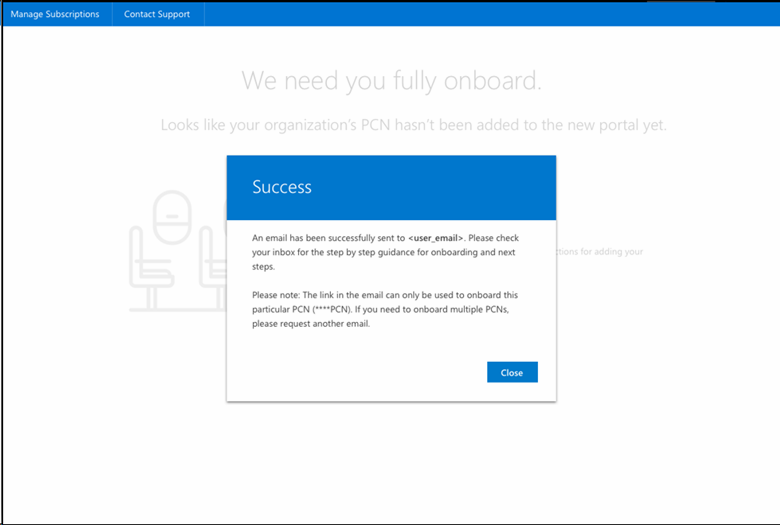 Manage Subscriptions
Contact Support
We need you fully onboard.
Looks like your organization's PCN hasn't been added to the new portal yet.
Success
An email has been successfully sent to <user_email>. Please check
your inbox for the step by step guidance for onboarding and next
steps.
ctions for adding your
Please note: The link in the email can only be used to onboard this
particular PCN (****PCN). If you need to onboard multiple PCNs,
please request another email.
Close